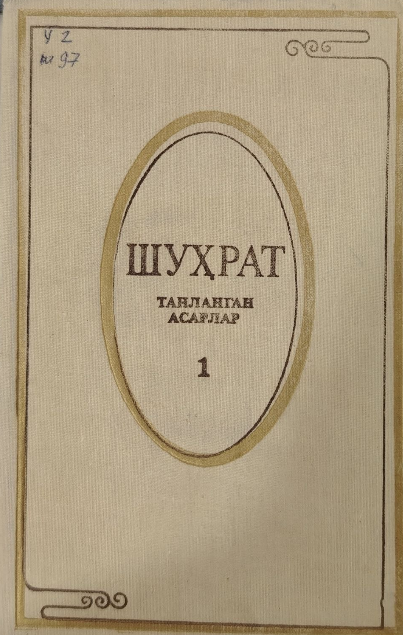 У 2
Ш 97
ШУҲРАТ
ТАНЛАНГАН
АСАРЛАР
1